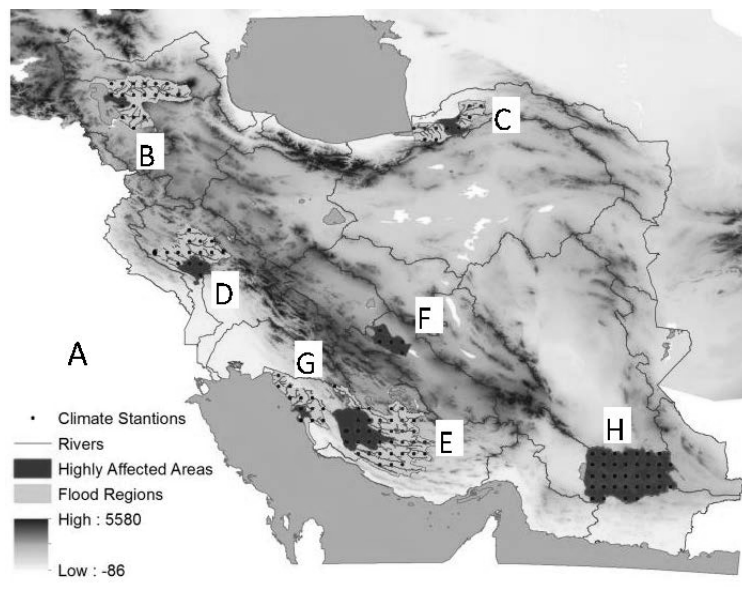 C
B
D
F
A
G
E
H
Climate Stantions
Rivers
Highly Affected Areas
Flood Regions
High : 5580
Low : -86